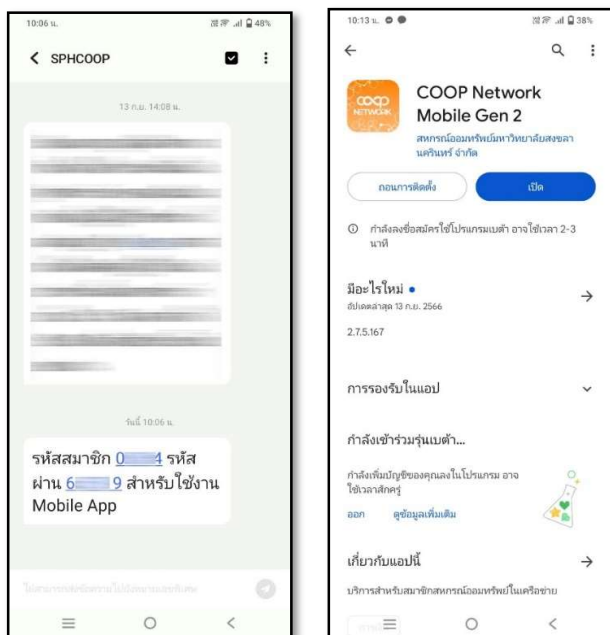 10:06 น.
48%
SPHCOOP
13 ก.ย. 14:08 น.
วันนี้ 10:06 น.
รหัสสมาชิก 0 4 รหัส
ผ่าน 6 9 สำหรับใช้งาน
Mobile App
10:13 น.
38%
coop
NETWORK
COOP Network
Mobile Gen 2
สหกรณ์ออมทรัพย์มหาวิทยาลัยสงขลา
นครินทร์ จำกัด
ถอนการติดตั้ง
เปิด
กำลังลงชื่อสมัครใช้โปรแกรมเบต้า อาจใช้เวลา 2-3
นาที
มีอะไรใหม่
อัปเดตล่าสุด 13 ก.ย. 2566
2.7.5.167
การรองรับในแอป
กำลังเข้าร่วมรุ่นเบต้า...
กำลังเพิ่มบัญชีของคุณลงในโปรแกรม อาจ
ใช้เวลาสักครู่
ออก
ดูข้อมูลเพิ่มเติม
เกี่ยวกับแอปนี้
บริการสำหรับสมาชิกสหกรณ์ออมทรัพย์ในเครือข่าย